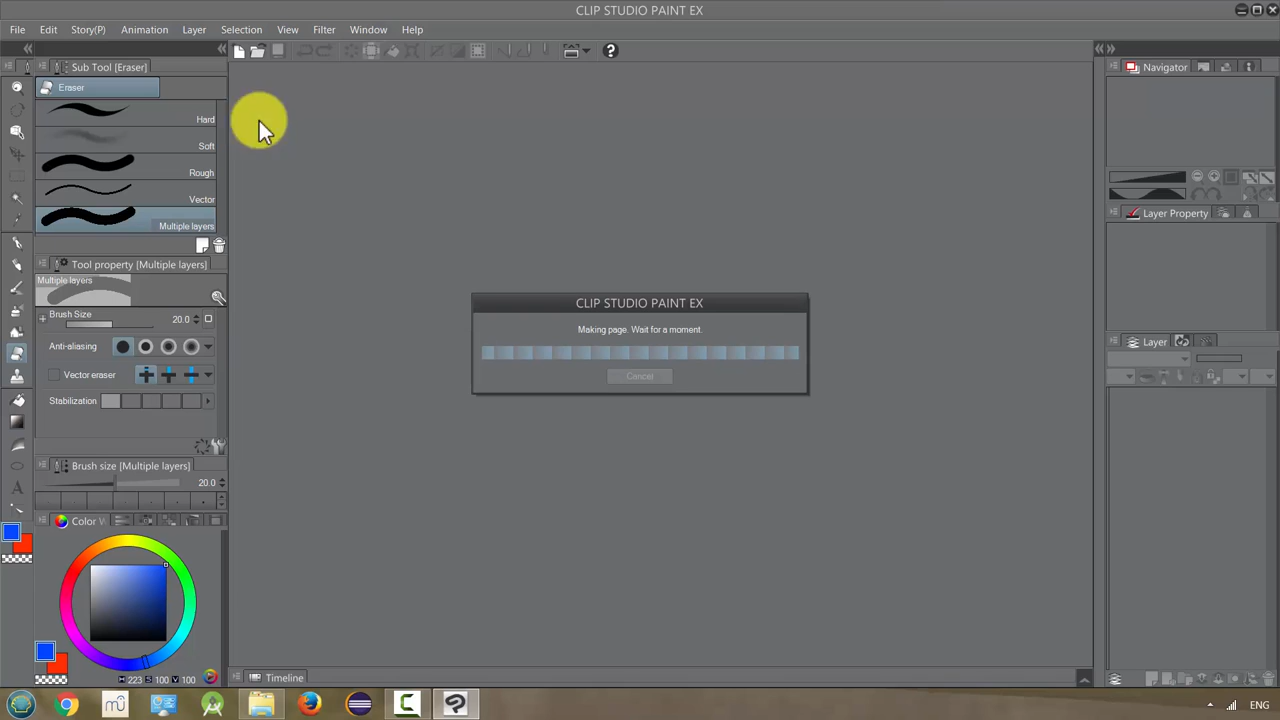 CLIP STUDIO PAINT EX
File Edit Story(P) Animation Layer Selection View Filter Window Help
Sub Tool [Eraser]
Navigator
Eraser
Hard
Soft
Rough
Vector
Multiple layers
Layer Property
Tool property [Multiple layers]
Multiple layers
CLIP STUDIO PAINT EX
Brush Size 20.0
Making page. Wait for a moment.
Anti-aliasing
Layer
Vector eraser
Cancel
Stabilization
Brush size [Multiple layers]
20.0
Color W
H 223 S 100 V 100
Timeline
mü
ENG